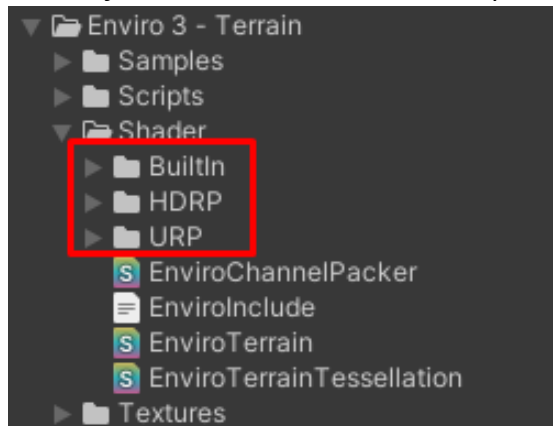 Enviro 3 - Terrain
Samples
Scripts
Shader
BuiltIn
HDRP
URP
EnviroChannelPacker
EnviroInclude
EnviroTerrain
EnviroTerrainTessellation
Textures